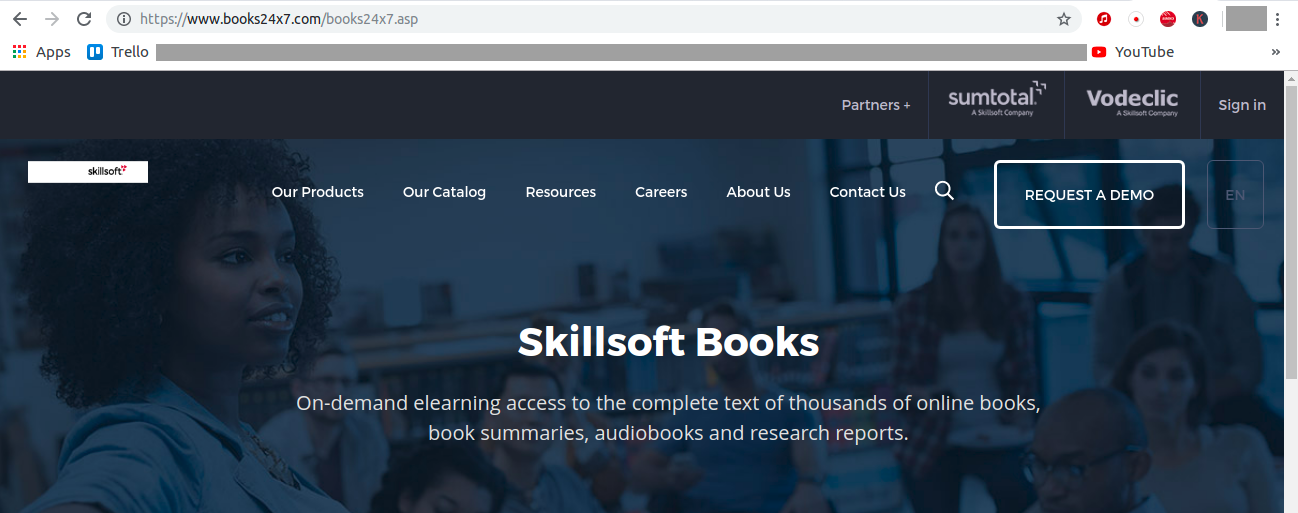 https://www.books24x7.com/books24x7.asp
Apps Trello YouTube »
Partners + sumtotal. Vodeclic Sign in
A Skillsoft Company A Skillsoft Company
skillsoft
Our Products Our Catalog Resources Careers About Us Contact Us REQUEST A DEMO EN
Skillsoft Books
On-demand elearning access to the complete text of thousands of online books,
book summaries, audiobooks and research reports.